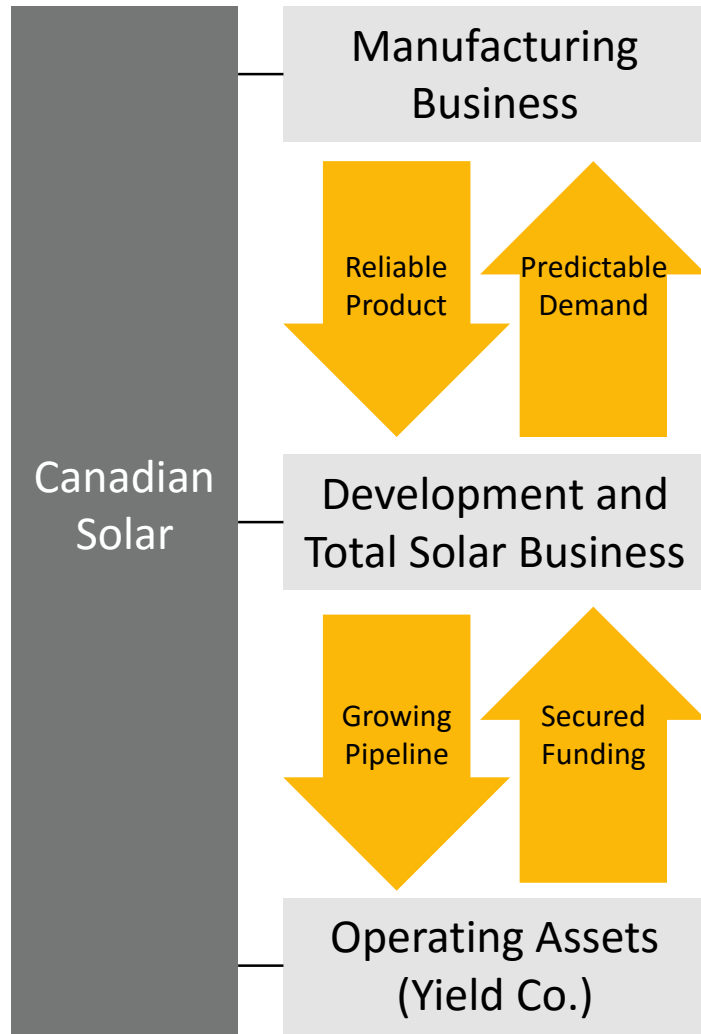 Manufacturing
Business
Reliable
Product
Predictable
Demand
Canadian
Solar
Development and
Total Solar Business
Growing
Pipeline
Secured
Funding
Operating Assets
(Yield Co.)